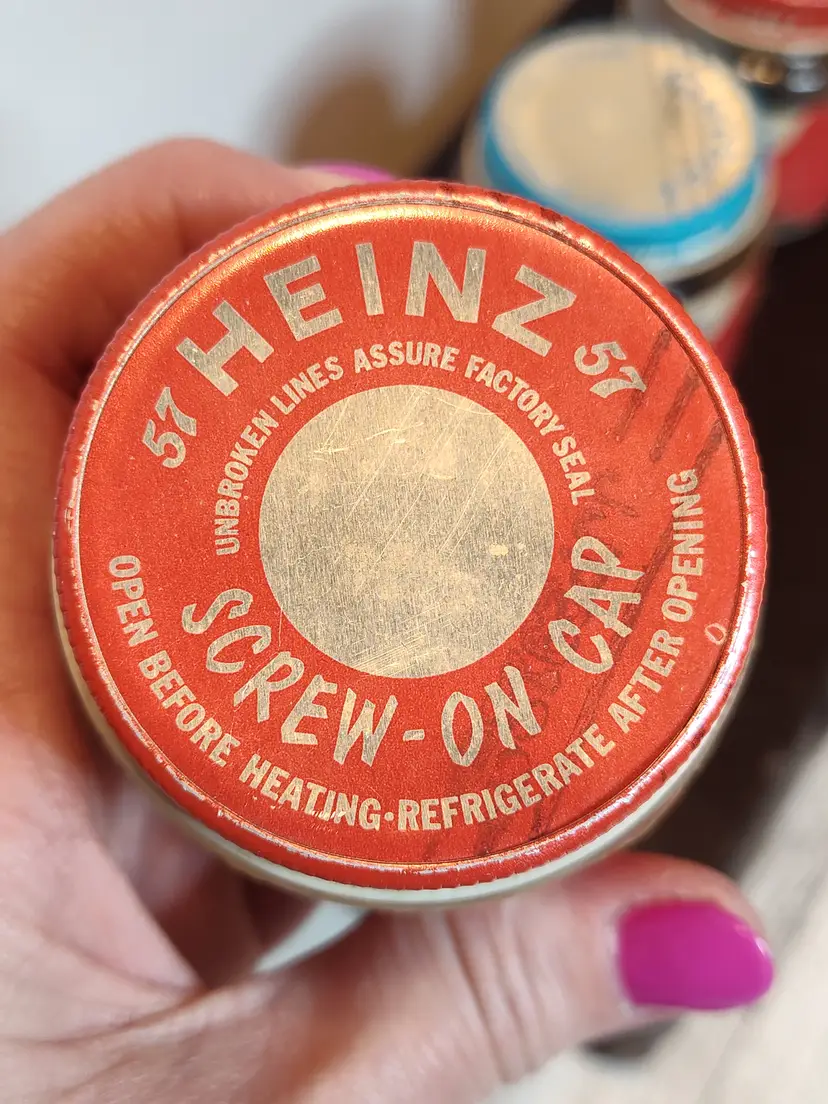 57 HEINZ 57
UNBROKEN LINES ASSURE FACTORY SEAL
SCREW-ON CAP
OPEN BEFORE HEATING•REFRIGERATE AFTER OPENING